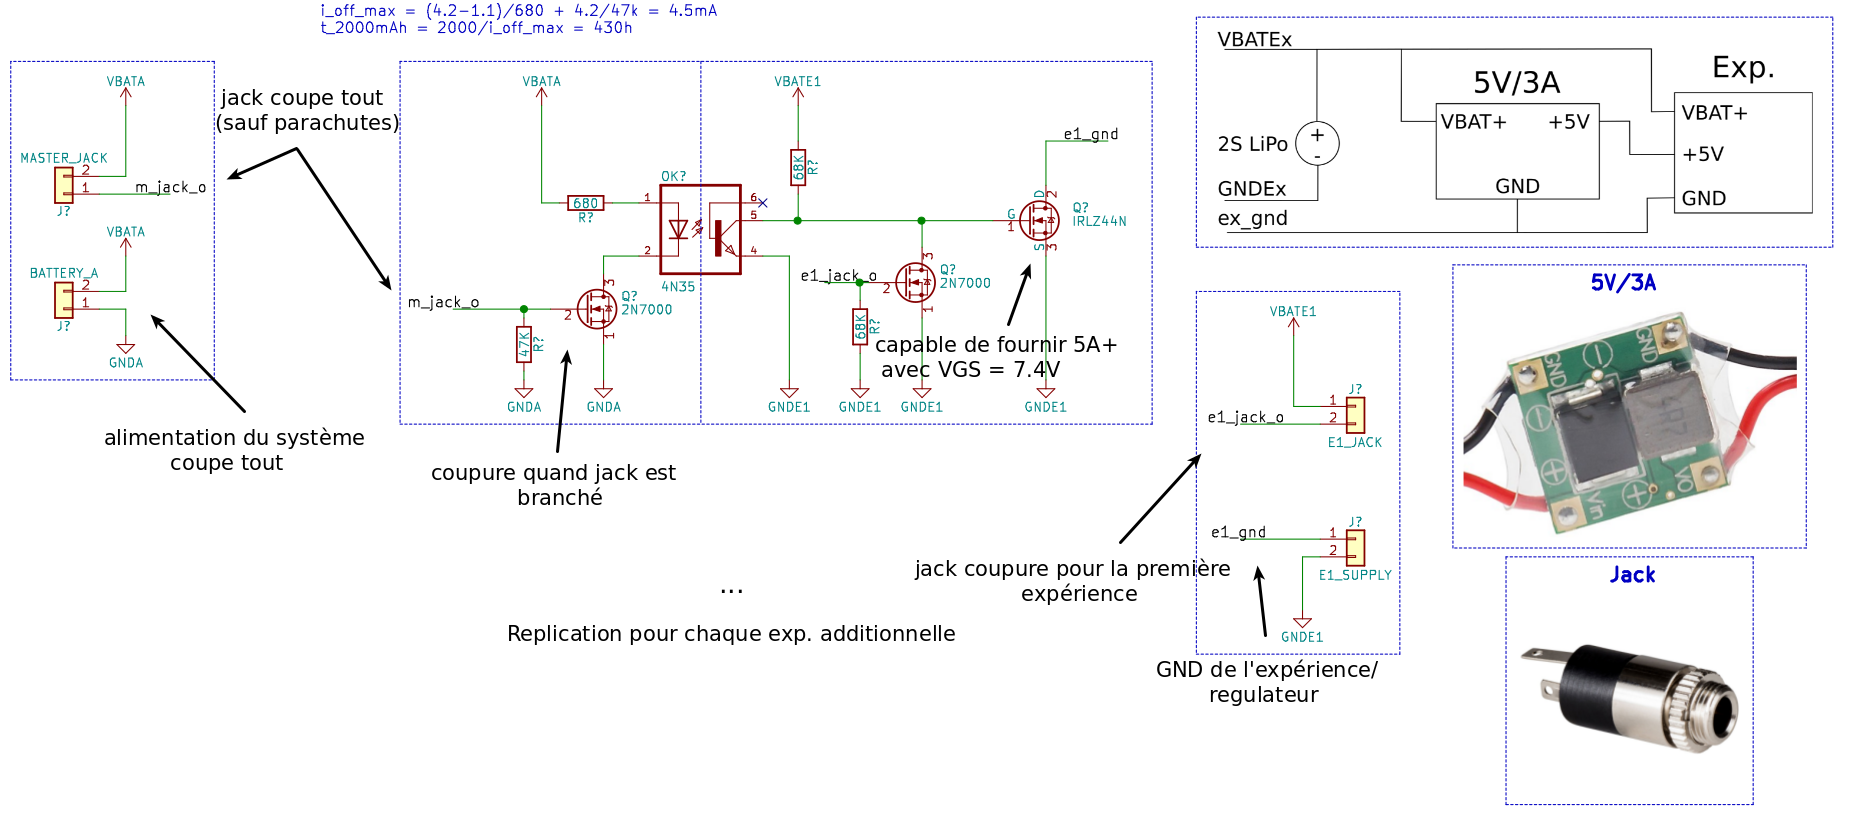 i_off_max = (4.2-1.1)/680 + 4.2/47k = 4.5mA
t_2000mAh = 2000/i_off_max = 430h
VBATA
MASTER_JACK
2
1
m_jack_o
J?
VBATA
BATTERY_A
2
1
J?
GNDA
jack coupe tout
(sauf parachutes)
alimentation du système
coupe tout
VBATA
680
R?
OK?
1
2
6
5
4
4N35
m_jack_o
47K
R?
2
3
1
Q?
2N7000
GNDA
GNDA
coupure quand jack est
branché
VBATE1
68K
R?
e1_jack_o
68K
R?
2
3
1
Q?
2N7000
e1_gnd
G
1
D
2
S
3
Q?
IRLZ44N
capable de fournir 5A+
avec VGS = 7.4V
GNDE1
GNDE1
GNDE1
GNDE1
...
Replication pour chaque exp. additionnelle
VBATEx
2S LiPo
+
-
GNDEx
ex_gnd
5V/3A
VBAT+
+5V
GND
Exp.
VBAT+
+5V
GND
VBATE1
J?
1
2
e1_jack_o
E1_JACK
J?
e1_gnd
1
2
E1_SUPPLY
GNDE1
jack coupure pour la première
expérience
GND de l'expérience/
regulateur
5V/3A
GND
GND
4R7
Vin
VO
Jack